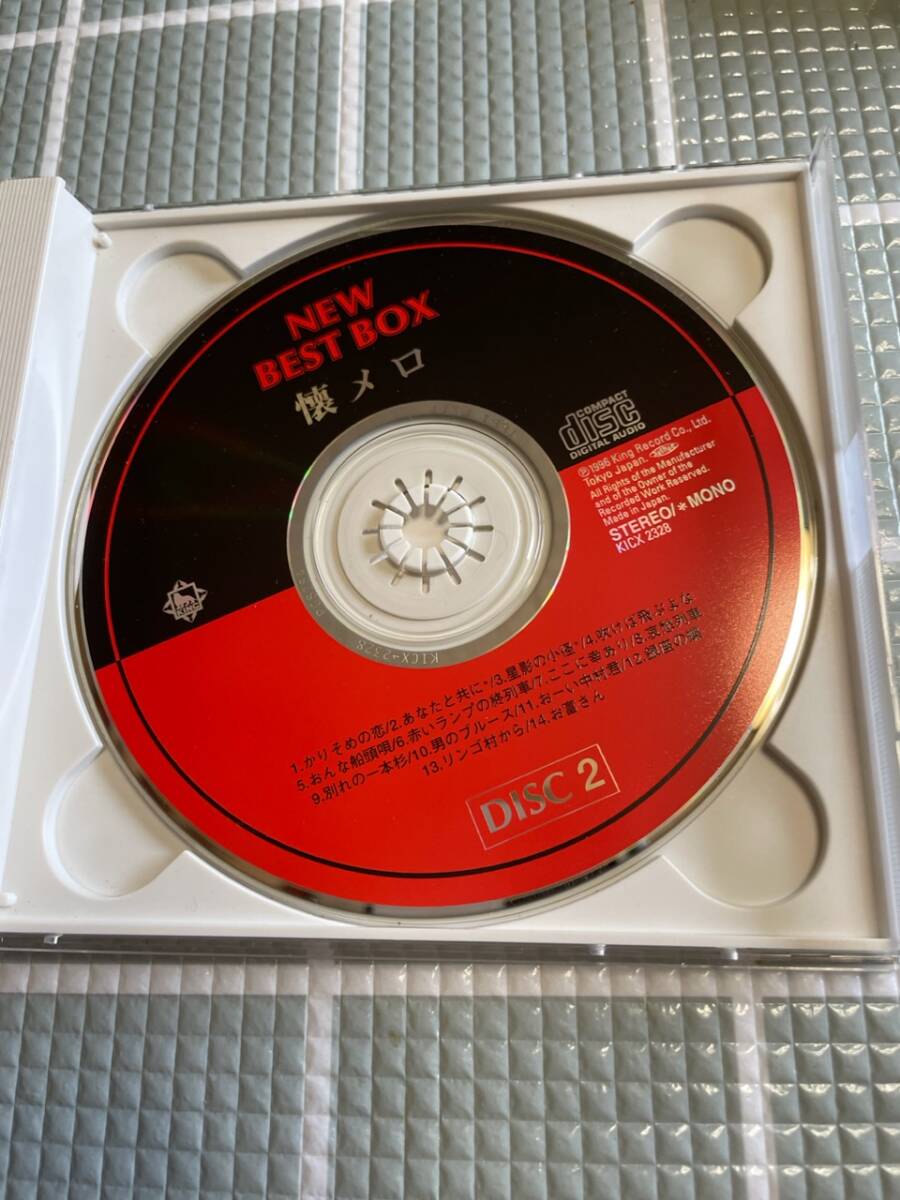 NEW
BEST BOX
懐メロ
COMPACT
disc
DIGITAL AUDIO
Ⓟ1996 King Record Co., Ltd.
Tokyo Japan.
All Rights of the Manufacturer
and of the Owner of the
Recorded Work Reserved.
Made in Japan.
STEREO/*MONO
KICX 2328
KING
KICX-2328
1.かりそめの恋/2.あなたと共に*/3.星影の小径*/4.吹けば飛ぶよな
5.おんな船頭唄/6.赤いランプの終列車/7.ここに幸あり/8.哀愁列車
9.別れの一本杉/10.男のブルース/11.おーい中村君/12.
13.リンゴ村から/14.お富さん
DISC 2